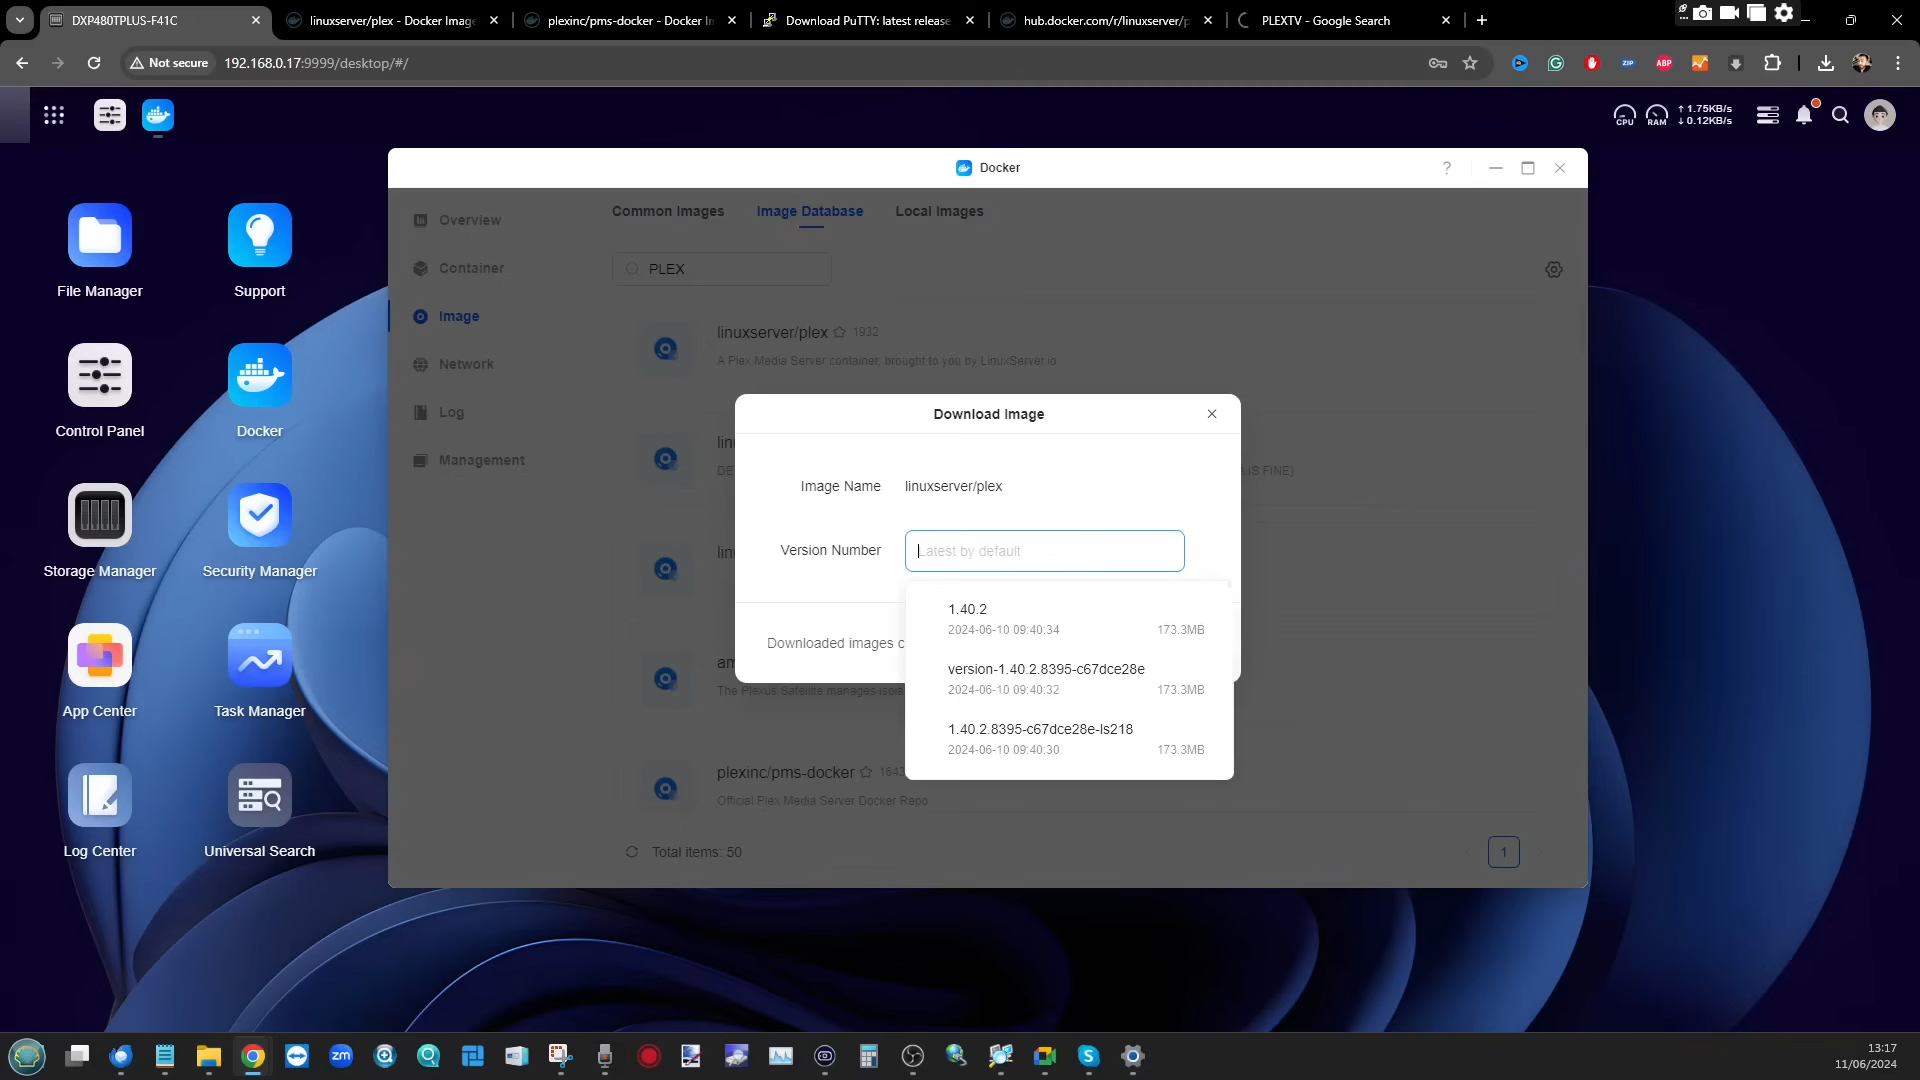 DXP480TPLUS-F41C
linuxserver/plex - Docker Image
plexinc/pms-docker - Docker Im
Download PuTTY: latest release
hub.docker.com/r/linuxserver/p
PLEXTV - Google Search
Not secure
192.168.0.17:9999/desktop/#/
ZIP
ABP
CPU
RAM
↑ 1.75KB/s
↓ 0.12KB/s
File Manager
Support
Control Panel
Docker
Storage Manager
Security Manager
App Center
Task Manager
Log Center
Universal Search
Docker
?
Overview
Container
Image
Network
Log
Management
Common Images
Image Database
Local Images
PLEX
linuxserver/plex
1932
A Plex Media Server container, brought to you by LinuxServer.io
IS FINE)
The Plexus Satellite manages
plexinc/pms-docker
Official Plex Media Server Docker Repo
Total items: 50
1
Download Image
Image Name
linuxserver/plex
Version Number
Latest by default
Downloaded images
1.40.2
2024-06-10 09:40:34
173.3MB
version-1.40.2.8395-c67dce28e
2024-06-10 09:40:32
173.3MB
1.40.2.8395-c67dce28e-ls218
2024-06-10 09:40:30
173.3MB
zm
13:17
11/06/2024